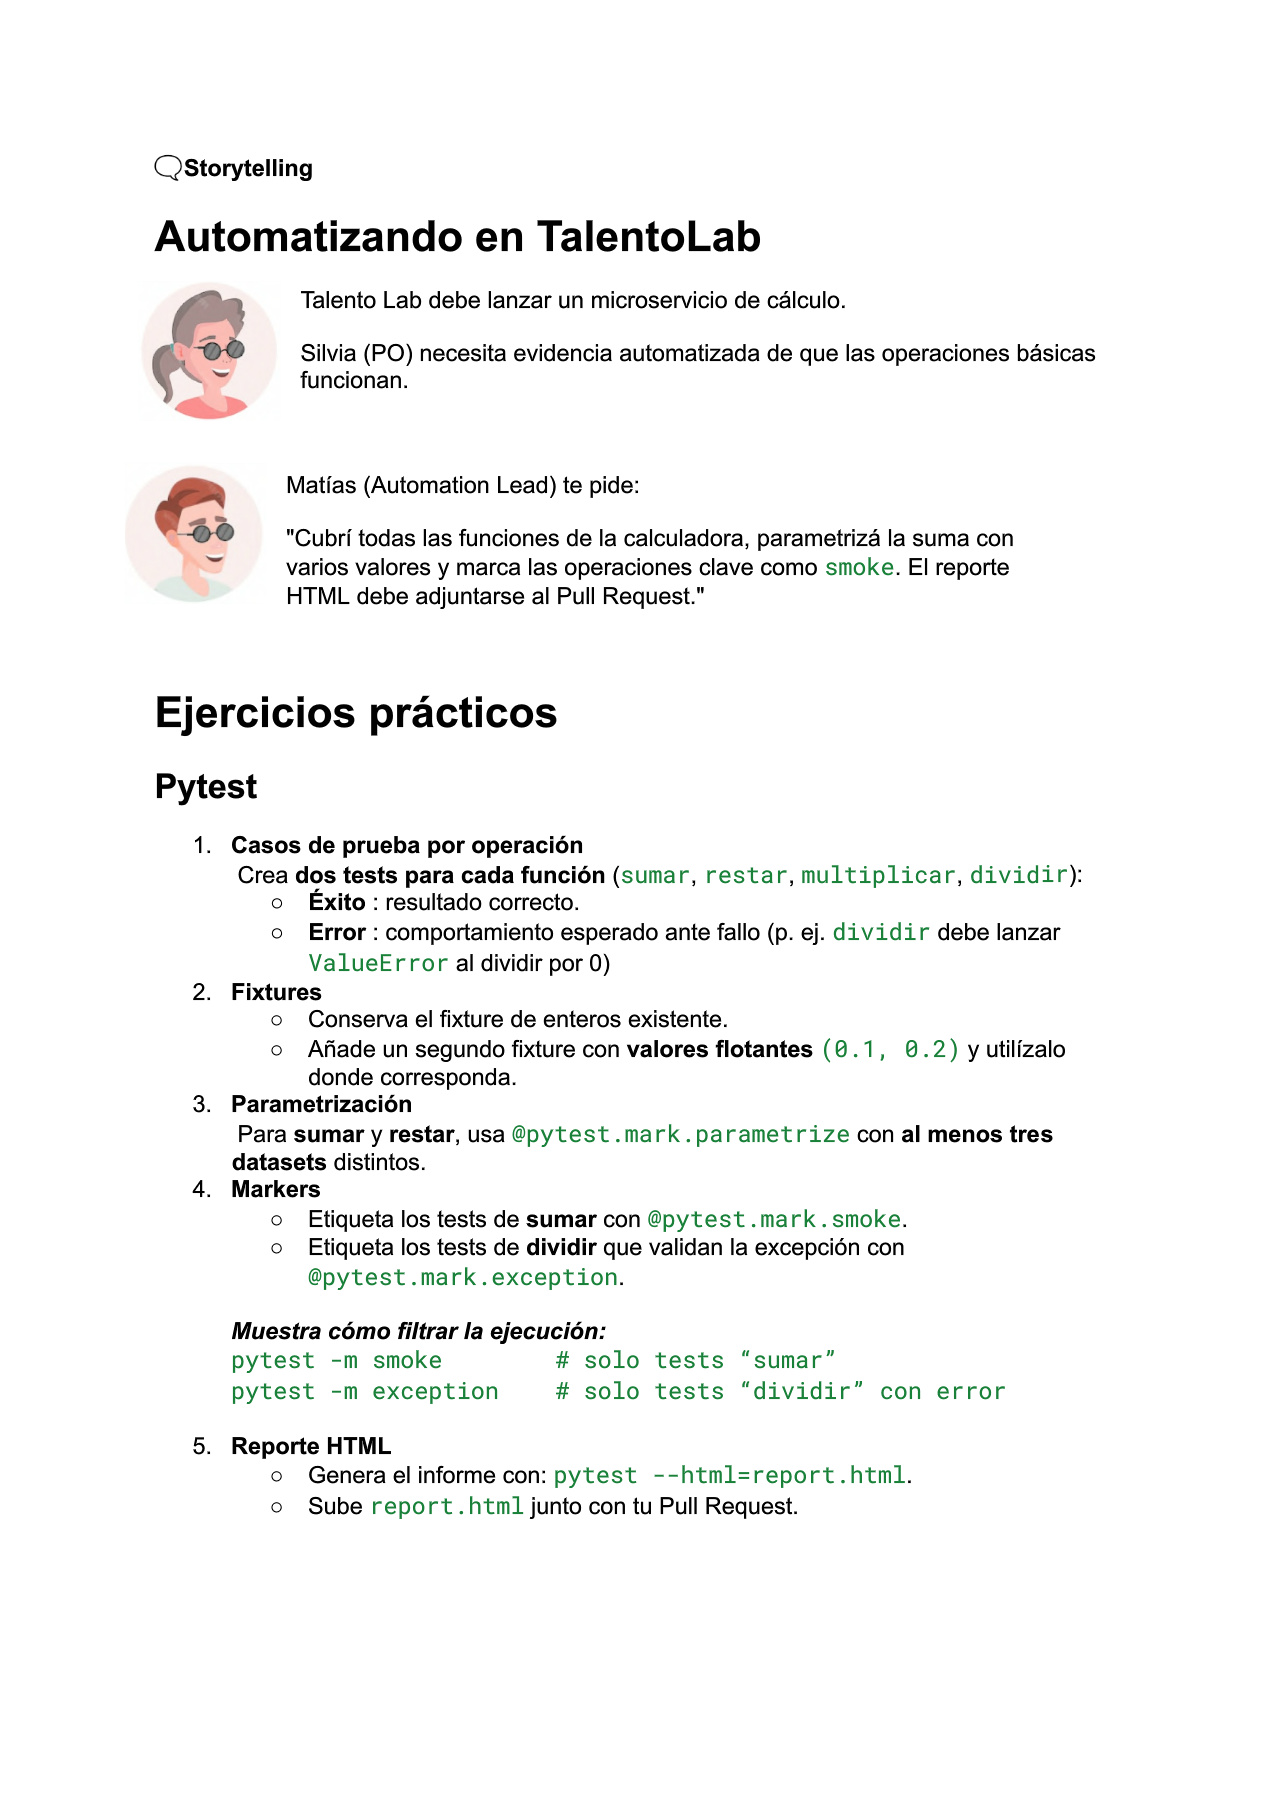 🗨Storytelling
Automatizando en TalentoLab
Talento Lab debe lanzar un microservicio de cálculo.
Silvia (PO) necesita evidencia automatizada de que las operaciones básicas
funcionan.
Matías (Automation Lead) te pide:
"Cubrí todas las funciones de la calculadora, parametrizá la suma con
varios valores y marca las operaciones clave como smoke. El reporte
HTML debe adjuntarse al Pull Request."
Ejercicios prácticos
Pytest
1. Casos de prueba por operación
Crea dos tests para cada función (sumar, restar, multiplicar, dividir):
○ Éxito : resultado correcto.
○ Error : comportamiento esperado ante fallo (p. ej. dividir debe lanzar
ValueError al dividir por 0)
2. Fixtures
○ Conserva el fixture de enteros existente.
○ Añade un segundo fixture con valores flotantes (0.1, 0.2) y utilízalo
donde corresponda.
3. Parametrización
Para sumar y restar, usa @pytest.mark.parametrize con al menos tres
datasets distintos.
4. Markers
○ Etiqueta los tests de sumar con @pytest.mark.smoke.
○ Etiqueta los tests de dividir que validan la excepción con
@pytest.mark.exception.
Muestra cómo filtrar la ejecución:
pytest -m smoke        # solo tests “sumar”
pytest -m exception    # solo tests “dividir” con error
5. Reporte HTML
○ Genera el informe con: pytest --html=report.html.
○ Sube report.html junto con tu Pull Request.